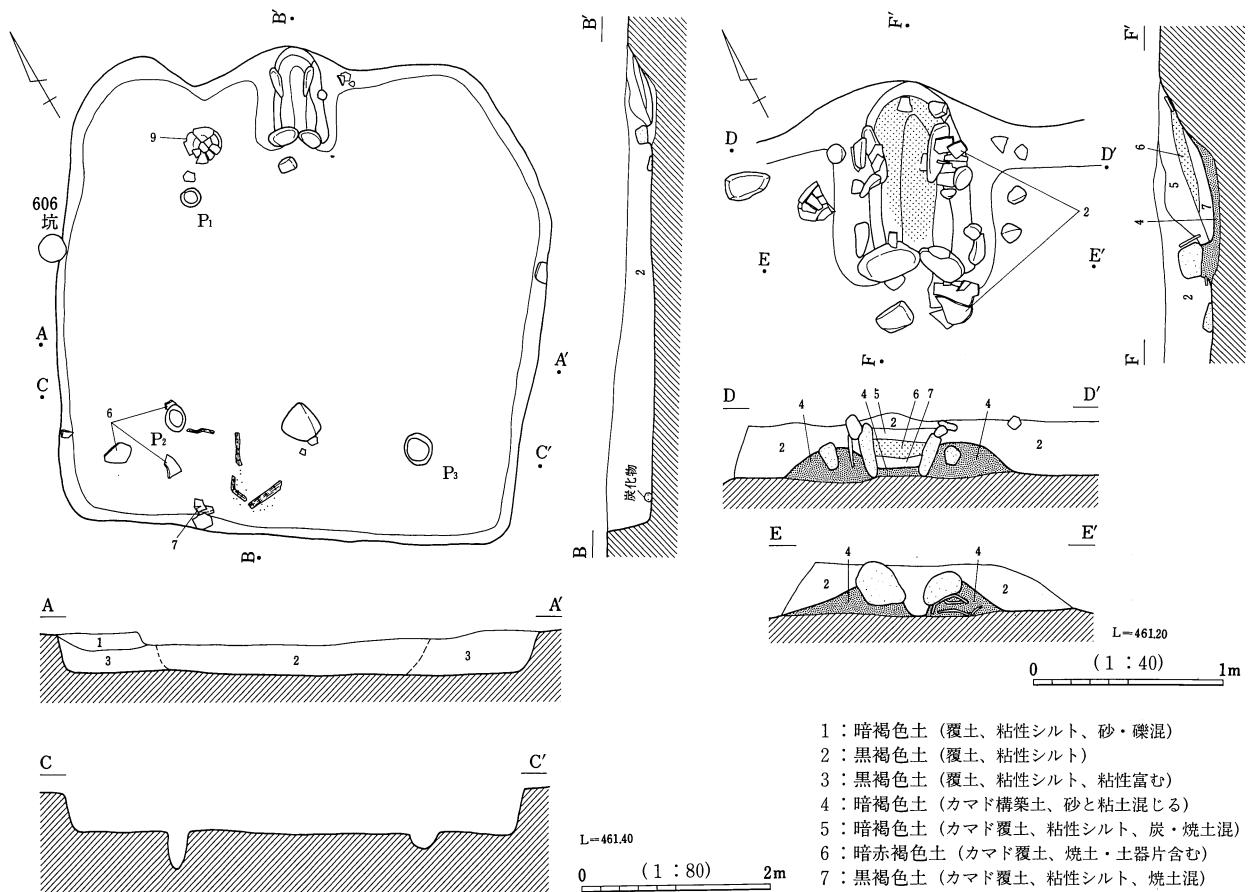 B′
9
P1
606
坑
A
A′
C
C′
6
P2
P3
7
B
B′
2
炭化物
B
F′
D
D′
2
E
E′
F
F′
6
5
7
4
2
F
D
D′
4
4 5 6 7
4
2
2
2
E
E′
4
4
2
2
L=461.20
0 (1:40) 1m
A
A′
1
3
2
3
C
C′
L=461.40
0 (1:80) 2m
1:暗褐色土(覆土、粘性シルト、砂・礫混)
2:黒褐色土(覆土、粘性シルト)
3:黒褐色土(覆土、粘性シルト、粘性富む)
4:暗褐色土(カマド構築土、砂と粘土混じる)
5:暗褐色土(カマド覆土、粘性シルト、炭・焼土混)
6:暗赤褐色土(カマド覆土、焼土・土器片含む)
7:黒褐色土(カマド覆土、粘性シルト、焼土混)